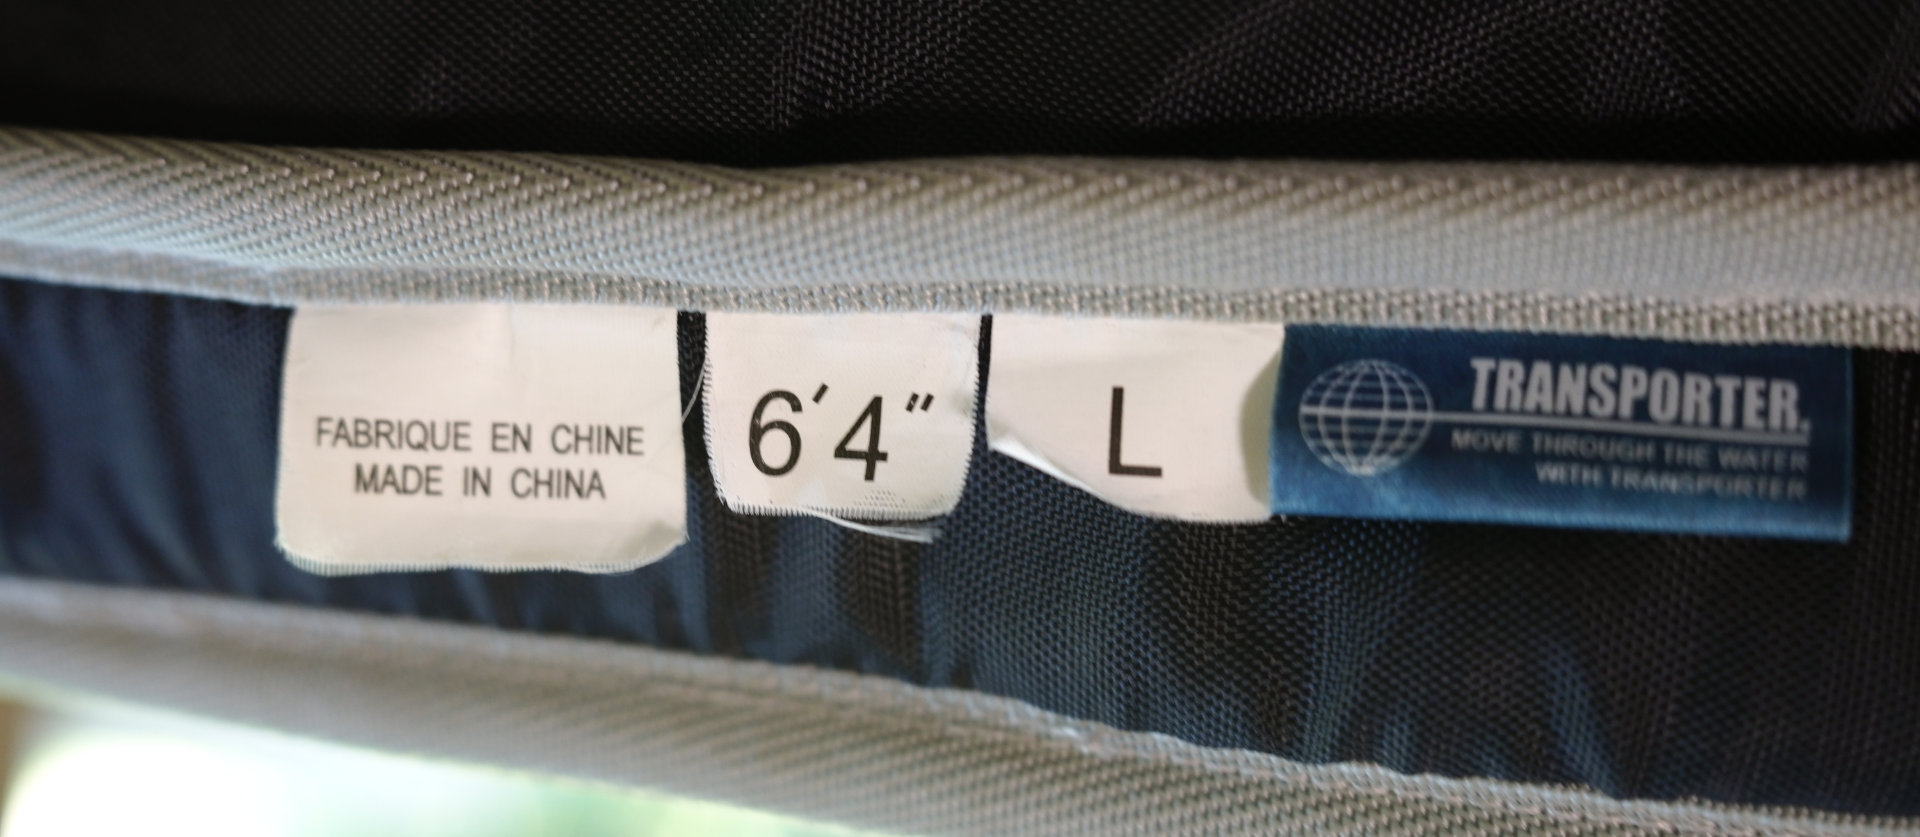 FABRIQUE EN CHINE
MADE IN CHINA
6′4″
L
TRANSPORTER.
MOVE THROUGH THE WATER
WITH TRANSPORTER